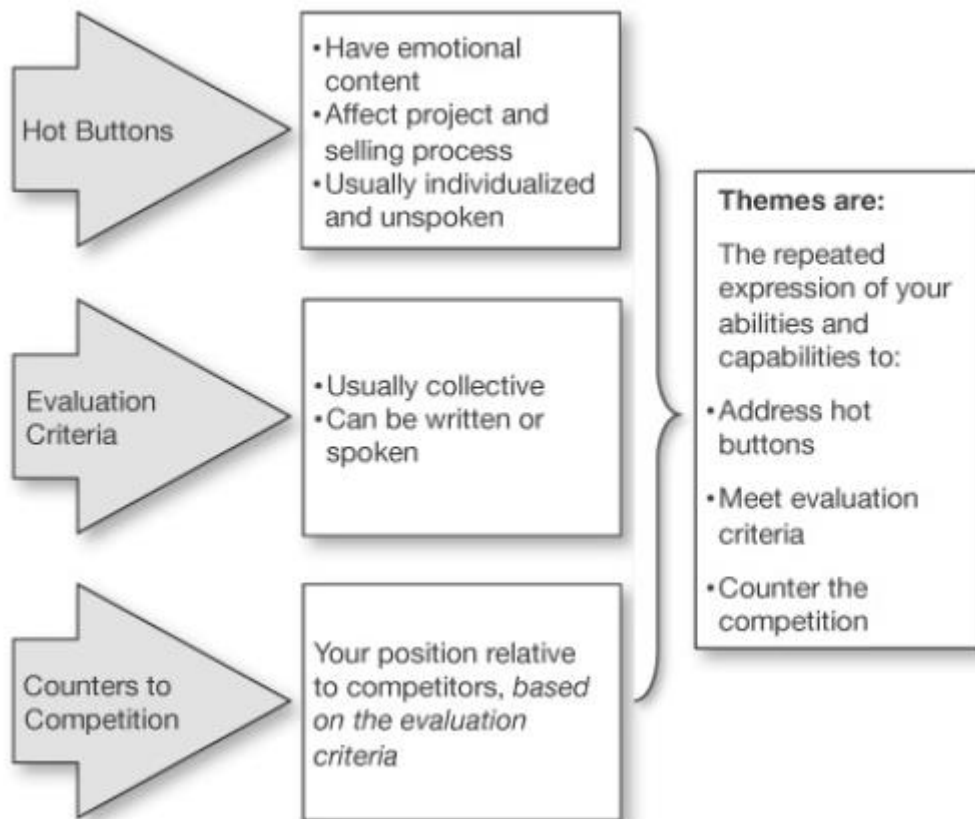 Hot Buttons
•Have emotional
content
•Affect project and
selling process
•Usually individualized
and unspoken
Evaluation
Criteria
•Usually collective
•Can be written or
spoken
Counters to
Competition
Your position relative
to competitors, based
on the evaluation
criteria
Themes are:
The repeated
expression of your
abilities and
capabilities to:
•Address hot
buttons
•Meet evaluation
criteria
•Counter the
competition